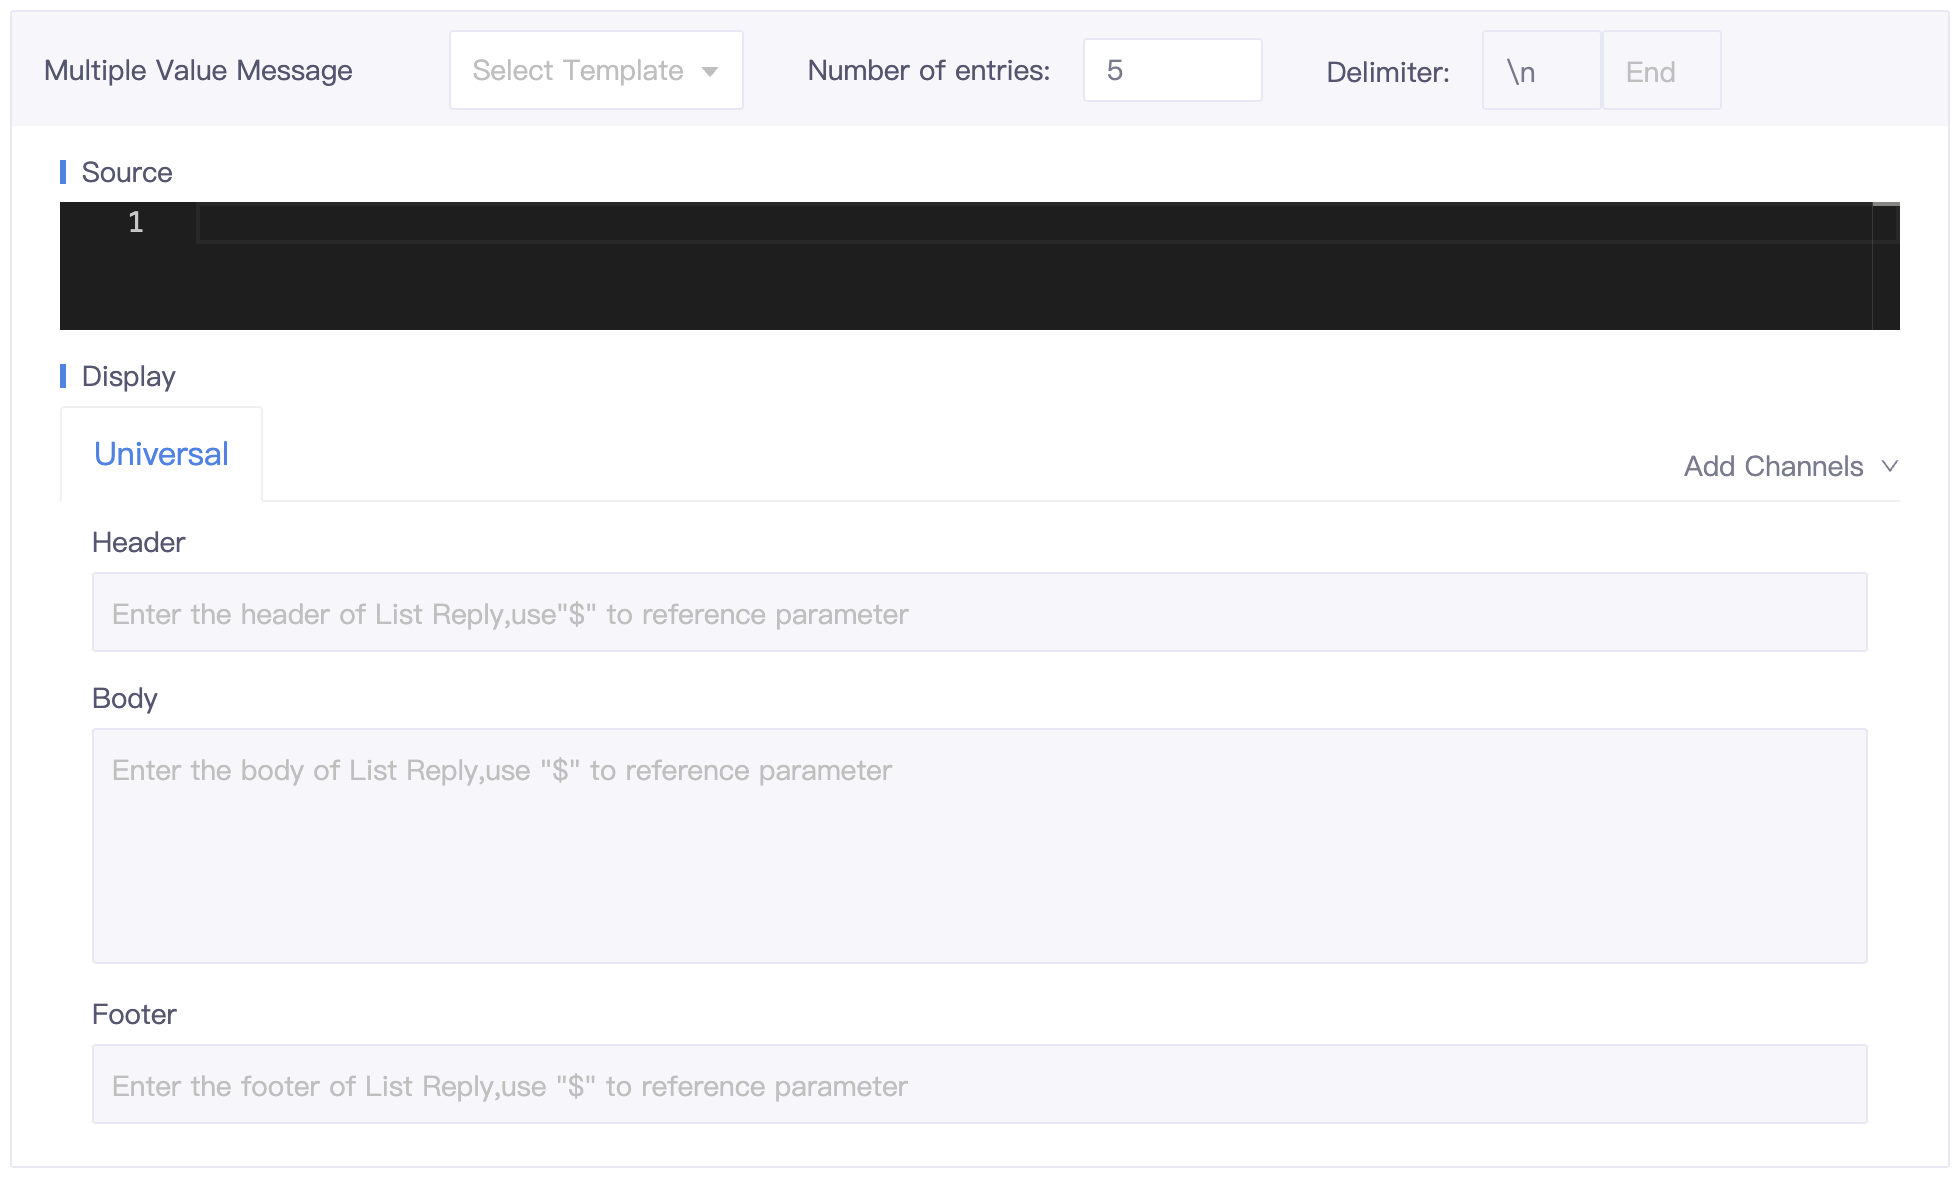 Multiple Value Message Select Template Number of entries: 5 Delimiter: \n End
Source
1
Display
Universal
Add Channels
Header
Enter the header of List Reply,use"$" to reference parameter
Body
Enter the body of List Reply,use "$" to reference parameter
Footer
Enter the footer of List Reply,use "$" to reference parameter